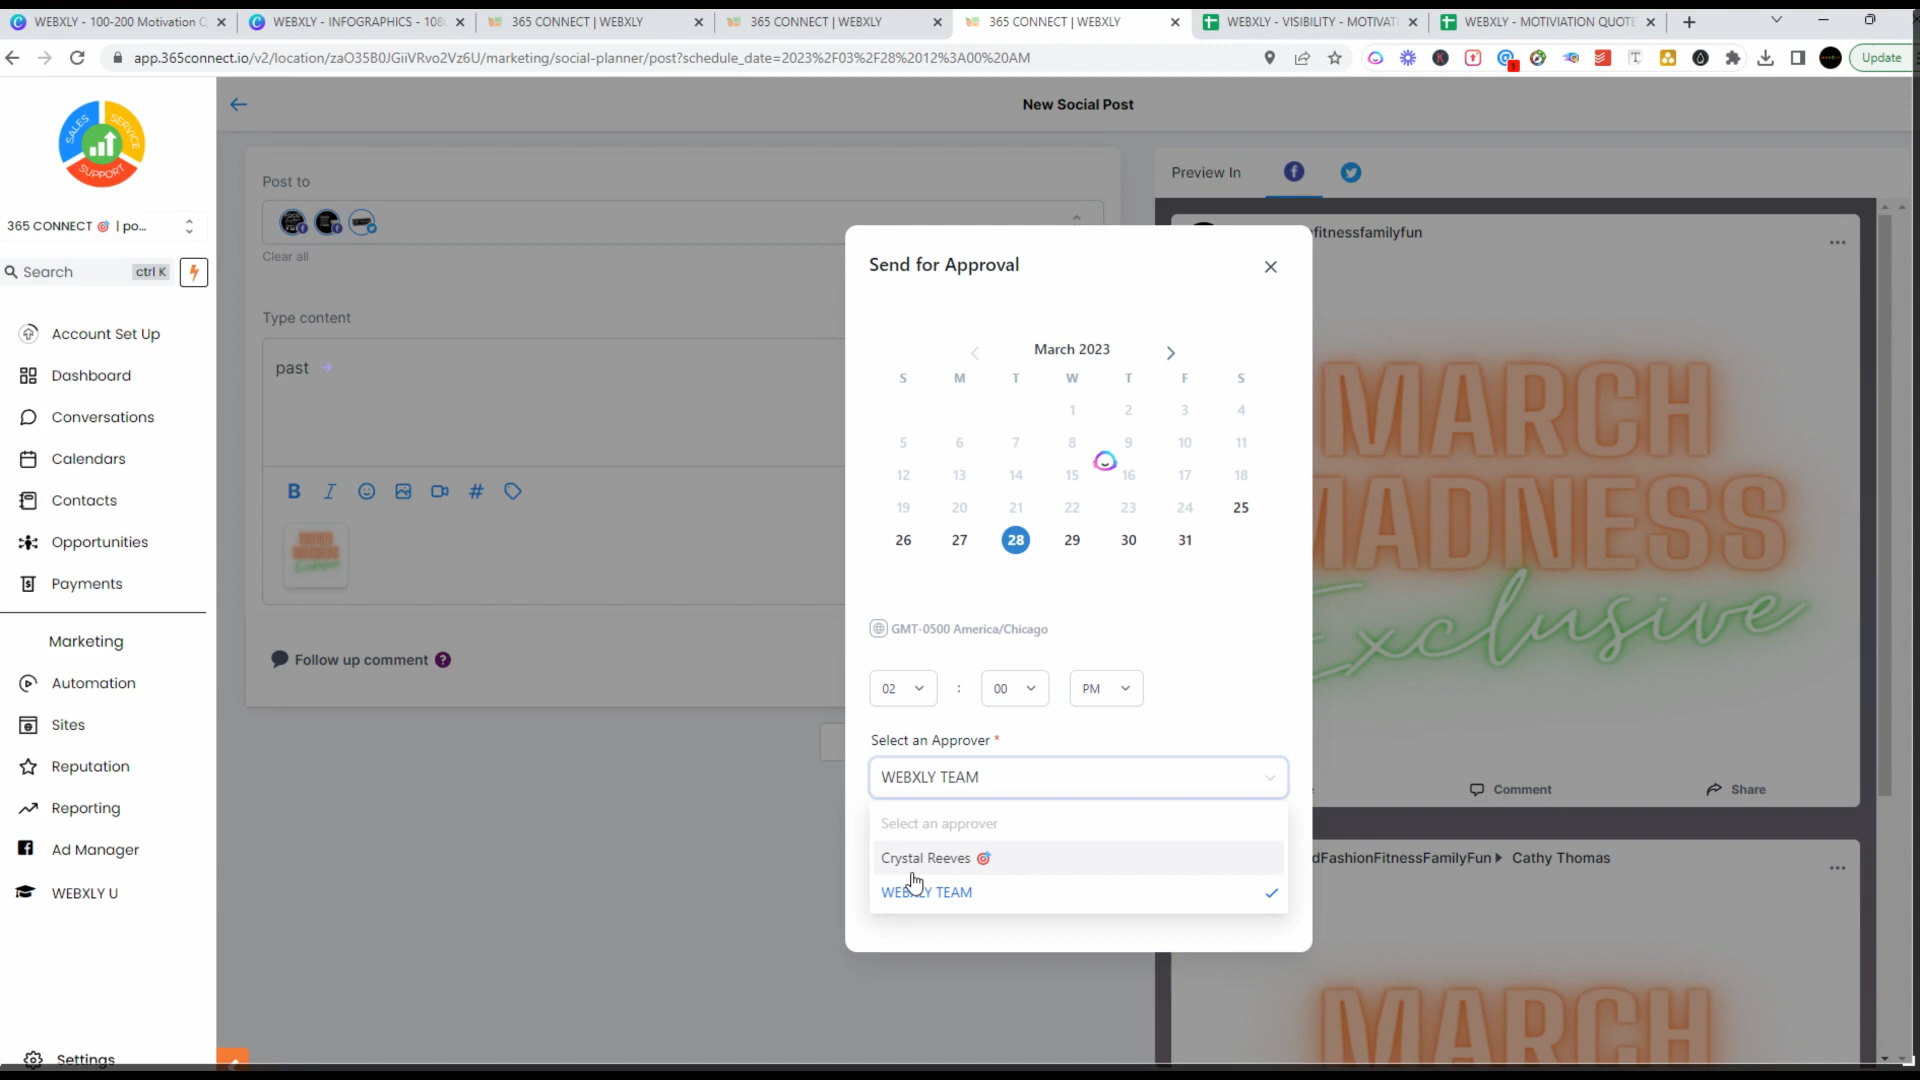 WEBXLY - 100-200 Motivation Q
WEBXLY - INFOGRAPHICS - 108
365 CONNECT | WEBXLY
365 CONNECT | WEBXLY
365 CONNECT | WEBXLY
WEBXLY - VISIBILITY - MOTIVAT
WEBXLY - MOTIVIATION QUOTE
app.365connect.io/v2/location/zaO35B0JGiiVRvo2Vz6U/marketing/social-planner/post?schedule_date=2023%2F03%2F28%2012%3A00%20AM
Update
SALES
SERVICE
SUPPORT
365 CONNECT 🎯 | po...
Search
ctrl K
Account Set Up
Dashboard
Conversations
Calendars
Contacts
Opportunities
Payments
Marketing
Automation
Sites
Reputation
Reporting
Ad Manager
WEBXLY U
Settings
New Social Post
Post to
Clear all
Type content
past
B I #
Follow up comment ?
Send for Approval
March 2023
S M T W T F S
1 2 3 4
5 6 7 8 9 10 11
12 13 14 15 16 17 18
19 20 21 22 23 24 25
26 27 28 29 30 31
GMT-0500 America/Chicago
02 : 00 PM
Select an Approver *
WEBXLY TEAM
Select an approver
Crystal Reeves 🎯
WEBXLY TEAM
Preview In
fitnessfamilyfun
MARCH
MADNESS
Exclusive
Comment
Share
dFashionFitnessFamilyFun
Cathy Thomas
MARCH